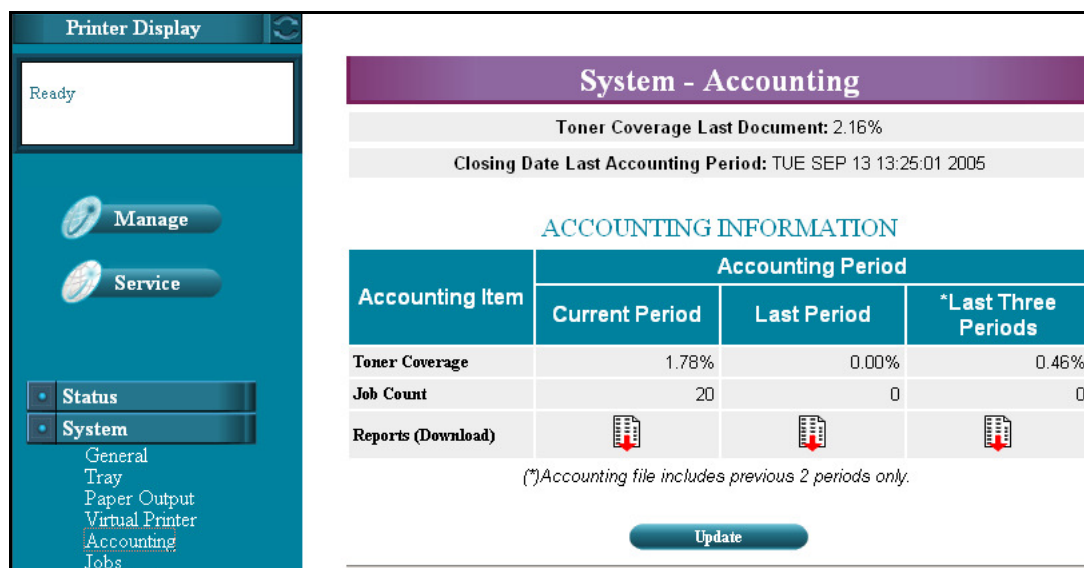 Printer Display
Ready
Manage
Service
Status
System
General
Tray
Paper Output
Virtual Printer
Accounting
Jobs
System - Accounting
Toner Coverage Last Document: 2.16%
Closing Date Last Accounting Period: TUE SEP 13 13:25:01 2005
ACCOUNTING INFORMATION
Accounting Item
Accounting Period
Current Period
Last Period
*Last Three
Periods
Toner Coverage 1.78% 0.00% 0.46%
Job Count 20 0 0
Reports (Download)
(*)Accounting file includes previous 2 periods only.
Update